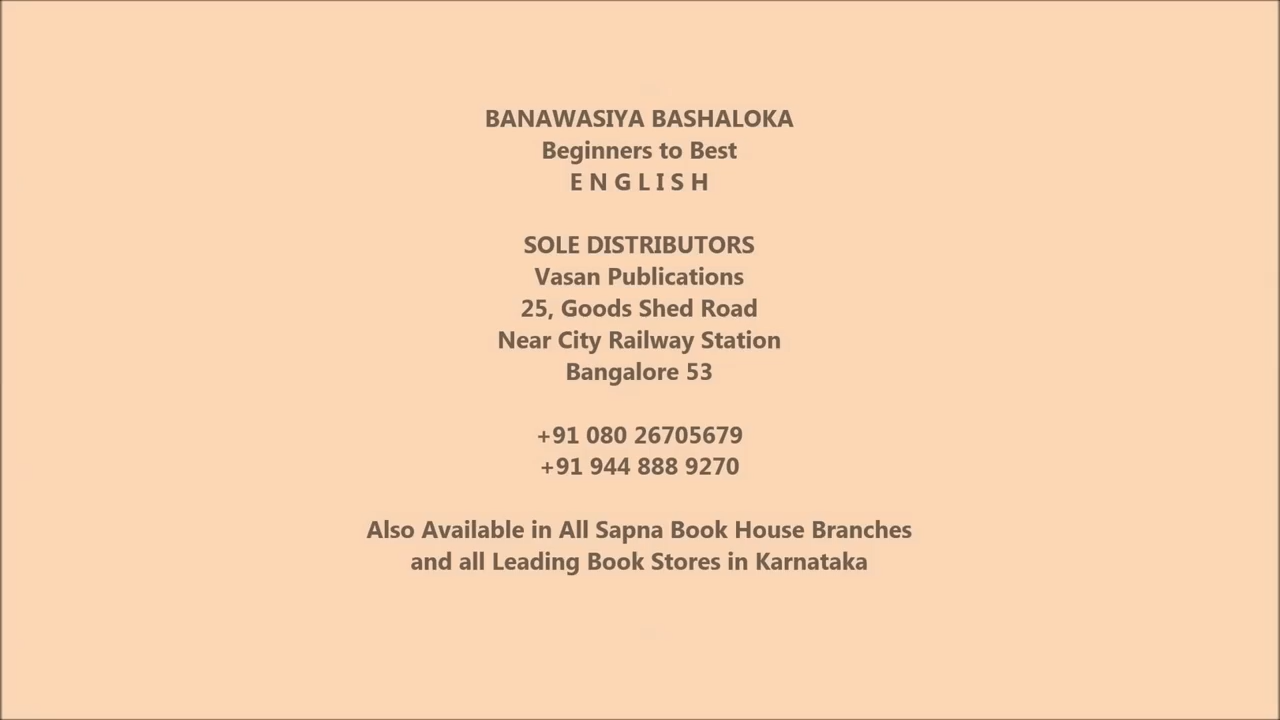 BANAWASIYA BASHALOKA
Beginners to Best
E N G L I S H
SOLE DISTRIBUTORS
Vasan Publications
25, Goods Shed Road
Near City Railway Station
Bangalore 53
+91 080 26705679
+91 944 888 9270
Also Available in All Sapna Book House Branches
and all Leading Book Stores in Karnataka